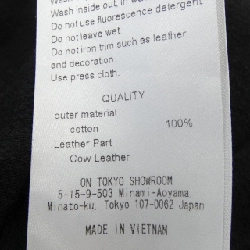 Wash inside out in
Do not use fluorescence detergent
Do not leave wet
Do not iron trim such as leather
and decoration.
Use press cloth.
QUALITY
outer material
cotton 100%
Leather Part
Cow Leather
ON TOKYO SHOWROOM
5-15-9-503 Minami-Aoyama,
Minato-ku, Tokyo 107-0062 Japan
MADE IN VIETNAM